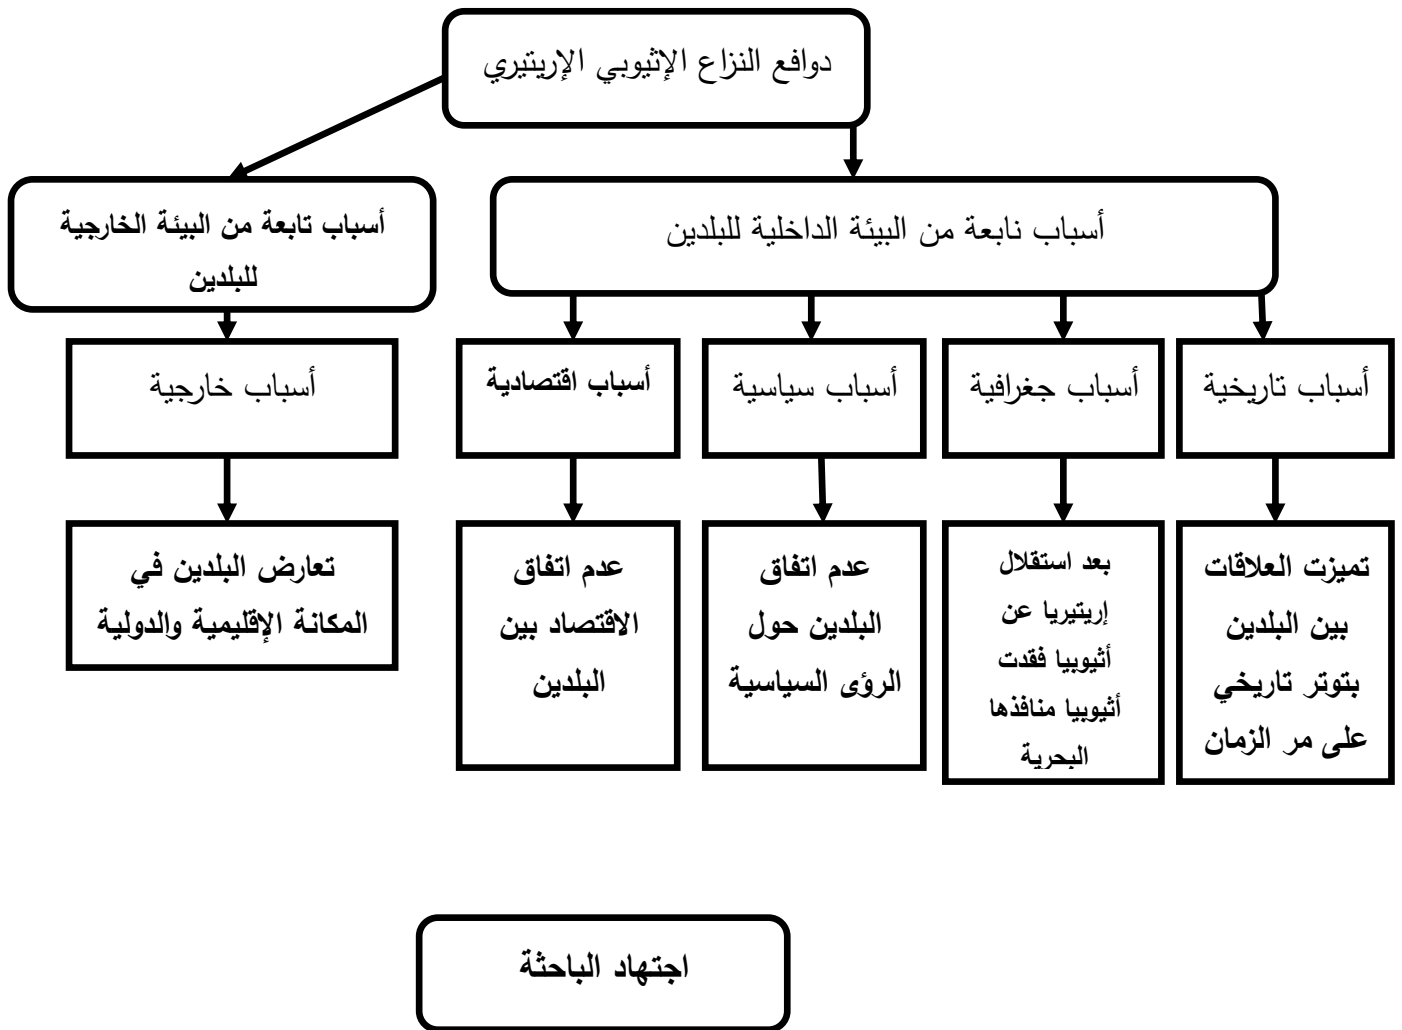 دوافع النزاع الإثيوبي الإريتيري
أسباب نابعة من البيئة الداخلية للبلدين
أسباب تابعة من البيئة الخارجية
للبلدين
أسباب تاريخية
أسباب جغرافية
أسباب سياسية
أسباب اقتصادية
أسباب خارجية
تميزت العلاقات
بين البلدين
بتوتر تاريخي
على مر الزمان
بعد استقلال
إريتيريا عن
أثيوبيا فقدت
أثيوبيا منافذها
البحرية
عدم اتفاق
البلدين حول
الرؤى السياسية
عدم اتفاق
الاقتصاد بين
البلدين
تعارض البلدين في
المكانة الإقليمية والدولية
اجتهاد الباحثة